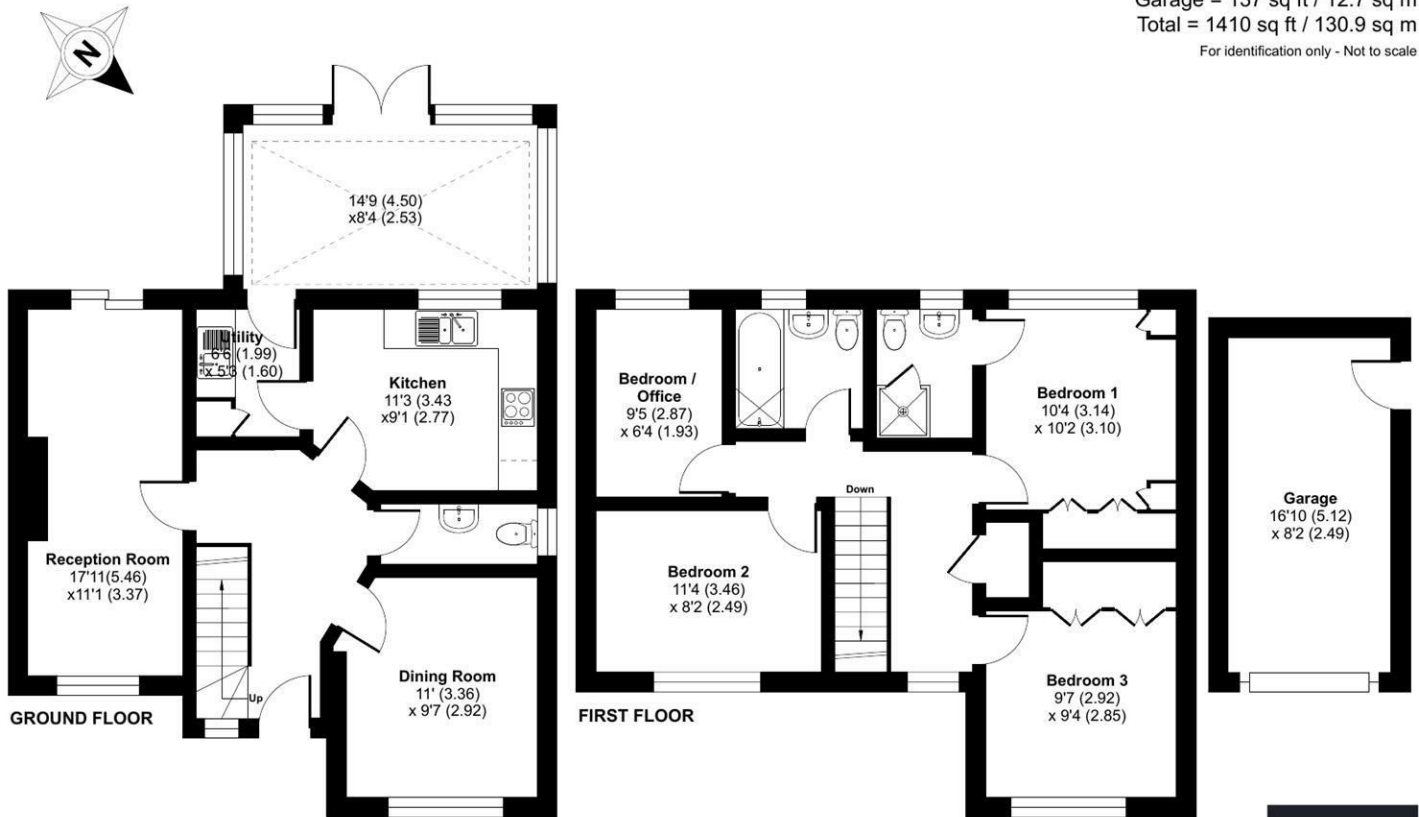 Garage = 137 sq ft / 12.7 sq m
Total = 1410 sq ft / 130.9 sq m
For identification only - Not to scale
N
14'9 (4.50)
x8'4 (2.53)
Utility
6'6 (1.99)
x 5'3 (1.60)
Kitchen
11'3 (3.43
x9'1 (2.77)
Reception Room
17'11(5.46)
x11'1 (3.37)
Up
Dining Room
11' (3.36)
x 9'7 (2.92)
GROUND FLOOR
Bedroom /
Office
9'5 (2.87)
x 6'4 (1.93)
Bedroom 1
10'4 (3.14)
x 10'2 (3.10)
Down
Bedroom 2
11'4 (3.46)
x 8'2 (2.49)
Bedroom 3
9'7 (2.92)
x 9'4 (2.85)
FIRST FLOOR
Garage
16'10 (5.12)
x 8'2 (2.49)